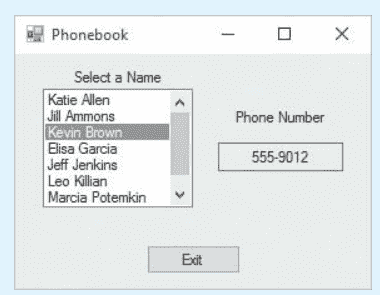 Phonebook
Select a Name
Katie Allen
Jill Ammons
Kevin Brown
Elisa Garcia
Jeff Jenkins
Leo Killian
Marcia Potemkin
Phone Number
555-9012
Exit